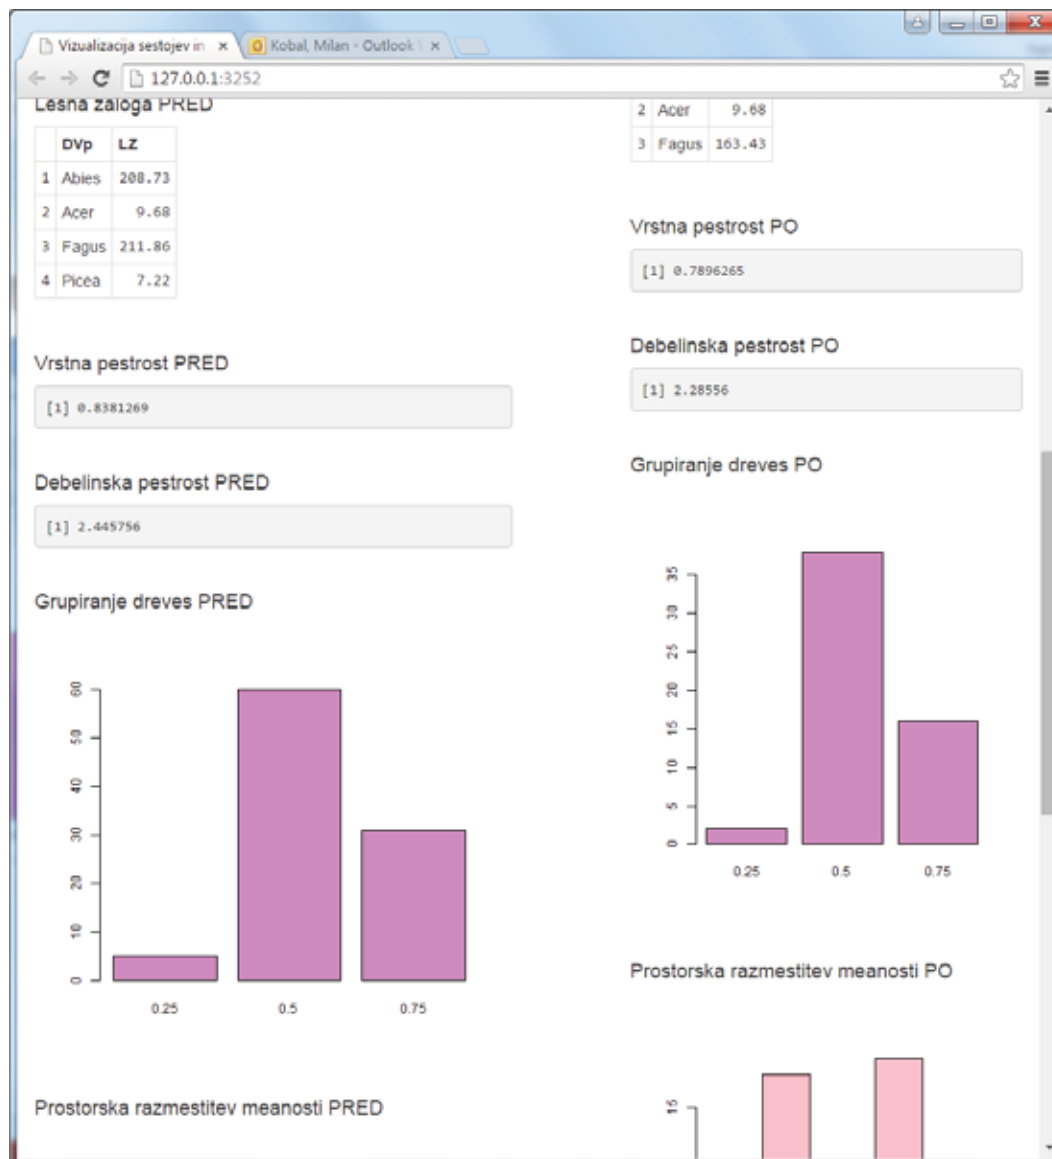 Vizualizacija sestojev in
Kobal, Milan - Outlook
127.0.0.1:3252
Lesna zaloga PRED
DVp LZ
1 Abies 208.73
2 Acer 9.68
3 Fagus 211.86
4 Picea 7.22
Vrstna pestrost PRED
[1] 0.8381269
Debelinska pestrost PRED
[1] 2.445756
Grupiranje dreves PRED
60
50
40
30
20
10
0
0.25 0.5 0.75
Prostorska razmestitev meanosti PRED
2 Acer 9.68
3 Fagus 163.43
Vrstna pestrost PO
[1] 0.7896265
Debelinska pestrost PO
[1] 2.28556
Grupiranje dreves PO
35
30
25
20
15
10
5
0
0.25 0.5 0.75
Prostorska razmestitev meanosti PO
15